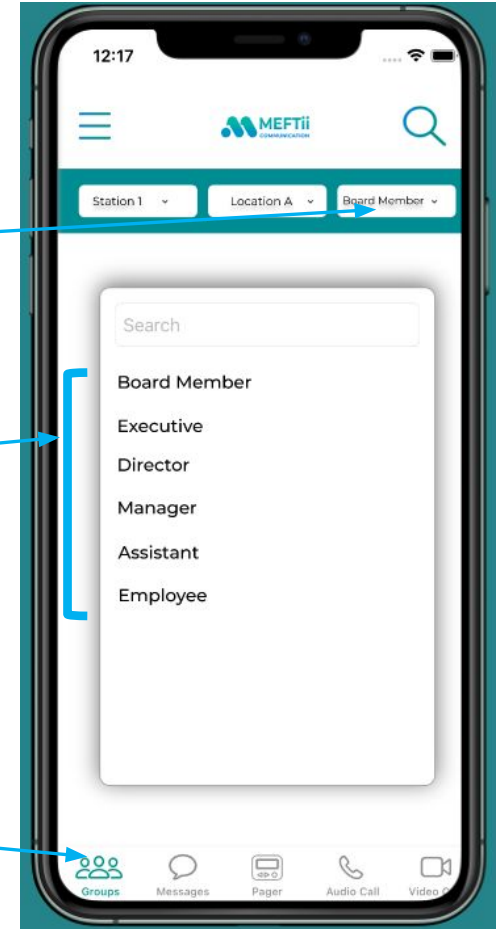 12:17
MEFTii
COMMUNICATION
Station 1 Location A Board Member
Search
Board Member
Executive
Director
Manager
Assistant
Employee
Groups Messages Pager Audio Call Video